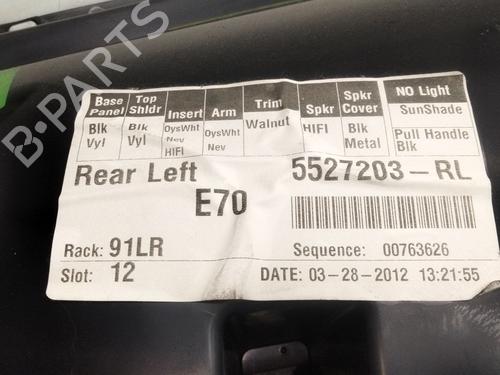 Base Panel
Top Shldr
Insert
Arm
Trim
Spkr
Spkr Cover
NO Light
SunShade
Blk Vyl
Blk Vyl
OysWht Nev HIFI
OysWht Nev
Walnut
HIFI
Blk Metal
Pull Handle Blk
Rear Left
5527203-RL
E70
Rack: 91LR
Sequence: 00763626
Slot: 12
DATE: 03-28-2012 13:21:55
B-PARTS